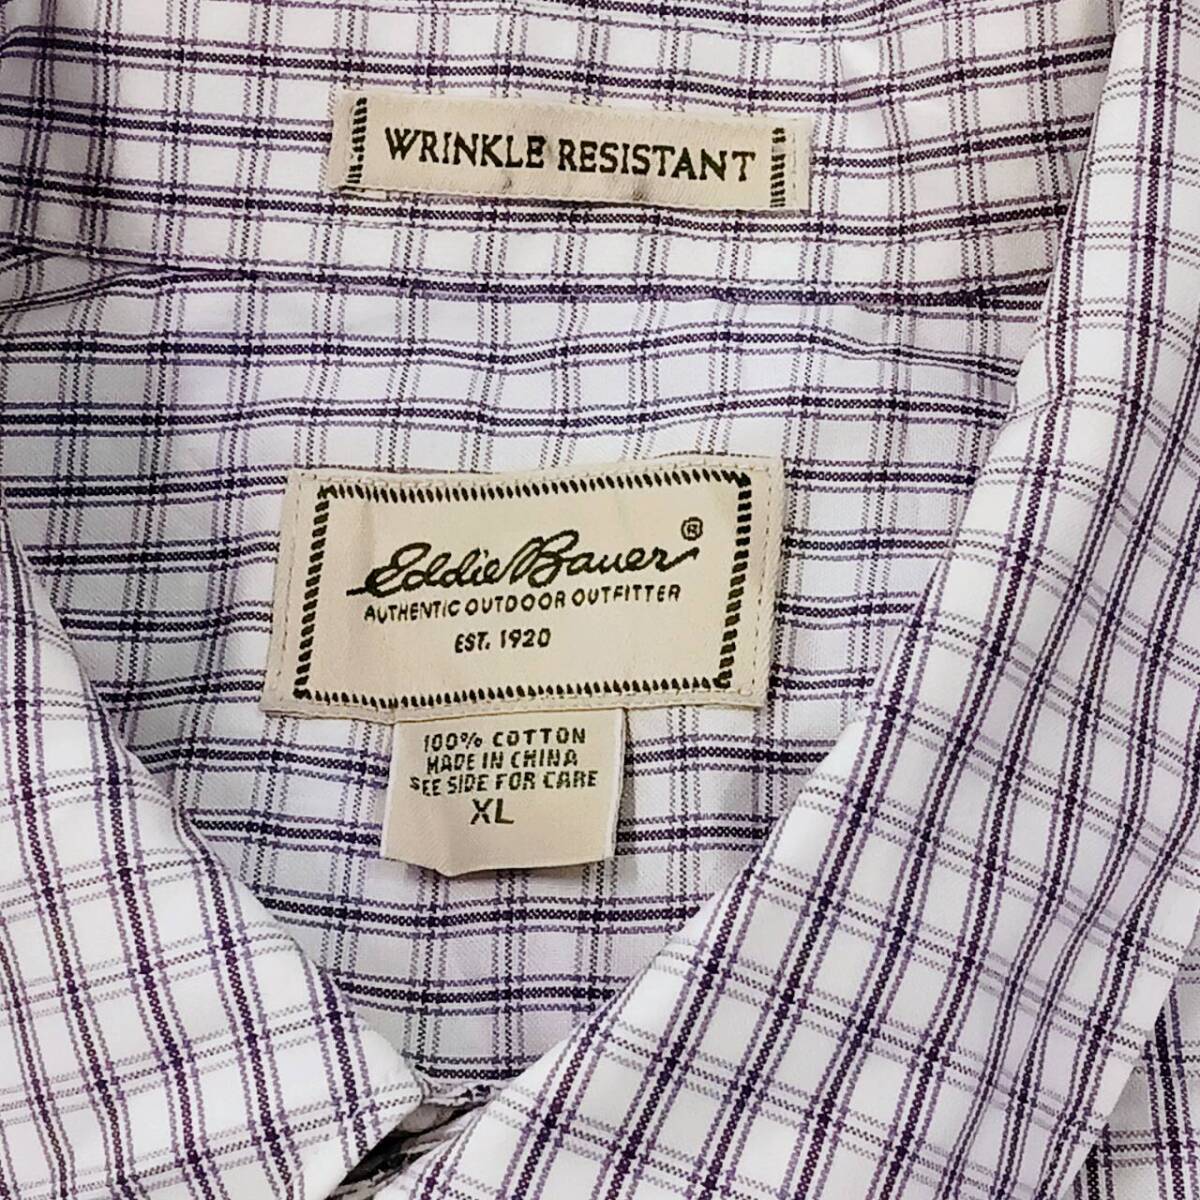 WRINKLE RESISTANT
Eddie Bauer®
AUTHENTIC OUTDOOR OUTFITTER
EST. 1920
100% COTTON
MADE IN CHINA
SEE SIDE FOR CARE
XL